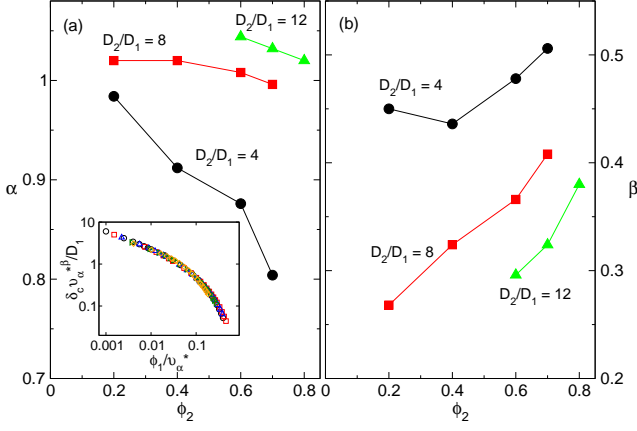 (a)
D₂/D₁ = 12
D₂/D₁ = 8
D₂/D₁ = 4
α
1
0.9
0.8
0.7
0 0.2 0.4 0.6 0.8
ϕ₂
δ_c υ_α*^β/D₁
10
1
0.1
0.001 0.01 0.1
ϕ₁/υ_α*
(b)
D₂/D₁ = 4
D₂/D₁ = 8
D₂/D₁ = 12
β
0.5
0.4
0.3
0.2
0 0.2 0.4 0.6 0.8
ϕ₂